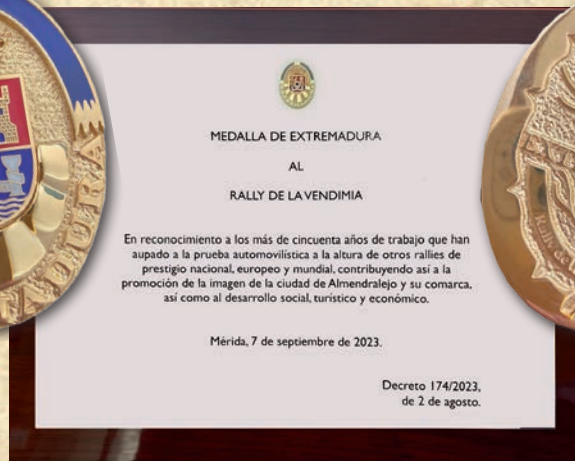 MEDALLA DE EXTREMADURA
AL
RALLY DE LA VENDIMIA
En reconocimiento a los más de cincuenta años de trabajo que han
aupado a la prueba automovilística a la altura de otros rallies de
prestigio nacional, europeo y mundial, contribuyendo así a la
promoción de la imagen de la ciudad de Almendralejo y su comarca,
así como al desarrollo social, turístico y económico.
Mérida, 7 de septiembre de 2023.
Decreto 174/2023,
de 2 de agosto.
TADURA
Rally de